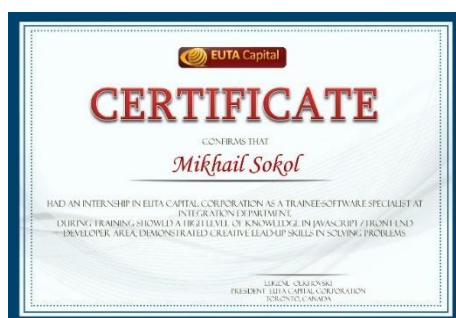 EUTA Capital
CERTIFICATE
CONFIRMS THAT
Mikhail Sokol
HAD AN INTERNSHIP IN EUTA CAPITAL CORPORATION AS A TRAINEE-SOFTWARE SPECIALIST AT
INTEGRATION DEPARTMENT,
DURING TRAINING SHOWED A HIGH LEVEL OF KNOWLEDGE IN JAVASCRIPT / FRONT END
DEVELOPER AREA, DEMONSTRATED CREATIVE LEAD-UP SKILLS IN SOLVING PROBLEMS
EUGENE OLKHOVSKI
PRESIDENT EUTA CAPITAL CORPORATION
TORONTO, CANADA